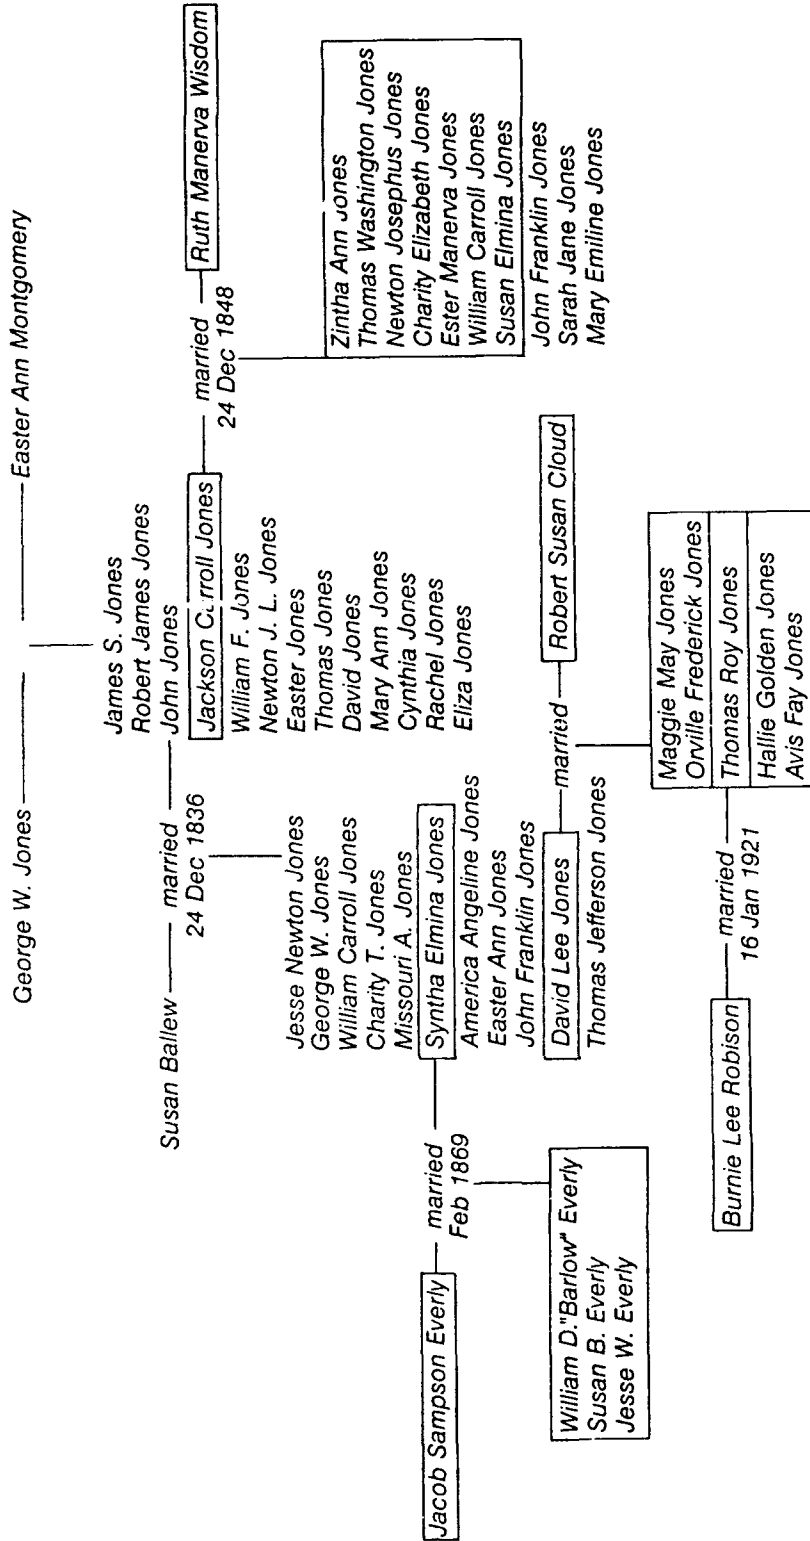 George W. Jones
Easter Ann Montgomery
James S. Jones
Robert James Jones
John Jones
Jackson Carroll Jones
William F. Jones
Newton J. L. Jones
Easter Jones
Thomas Jones
David Jones
Mary Ann Jones
Cynthia Jones
Rachel Jones
Eliza Jones
Susan Ballew
married
24 Dec 1836
married
24 Dec 1848
Ruth Manerva Wisdom
Jesse Newton Jones
George W. Jones
William Carroll Jones
Charity T. Jones
Missouri A. Jones
Syntha Elmina Jones
America Angeline Jones
Easter Ann Jones
John Franklin Jones
David Lee Jones
Thomas Jefferson Jones
Zintha Ann Jones
Thomas Washington Jones
Newton Josephus Jones
Charity Elizabeth Jones
Ester Manerva Jones
William Carroll Jones
Susan Elmina Jones
John Franklin Jones
Sarah Jane Jones
Mary Emiline Jones
Jacob Sampson Everly
married
Feb 1869
William D. "Barlow" Everly
Susan B. Everly
Jesse W. Everly
married
Robert Susan Cloud
Maggie May Jones
Orville Frederick Jones
Thomas Roy Jones
Hallie Golden Jones
Avis Fay Jones
Burnie Lee Robison
married
16 Jan 1921